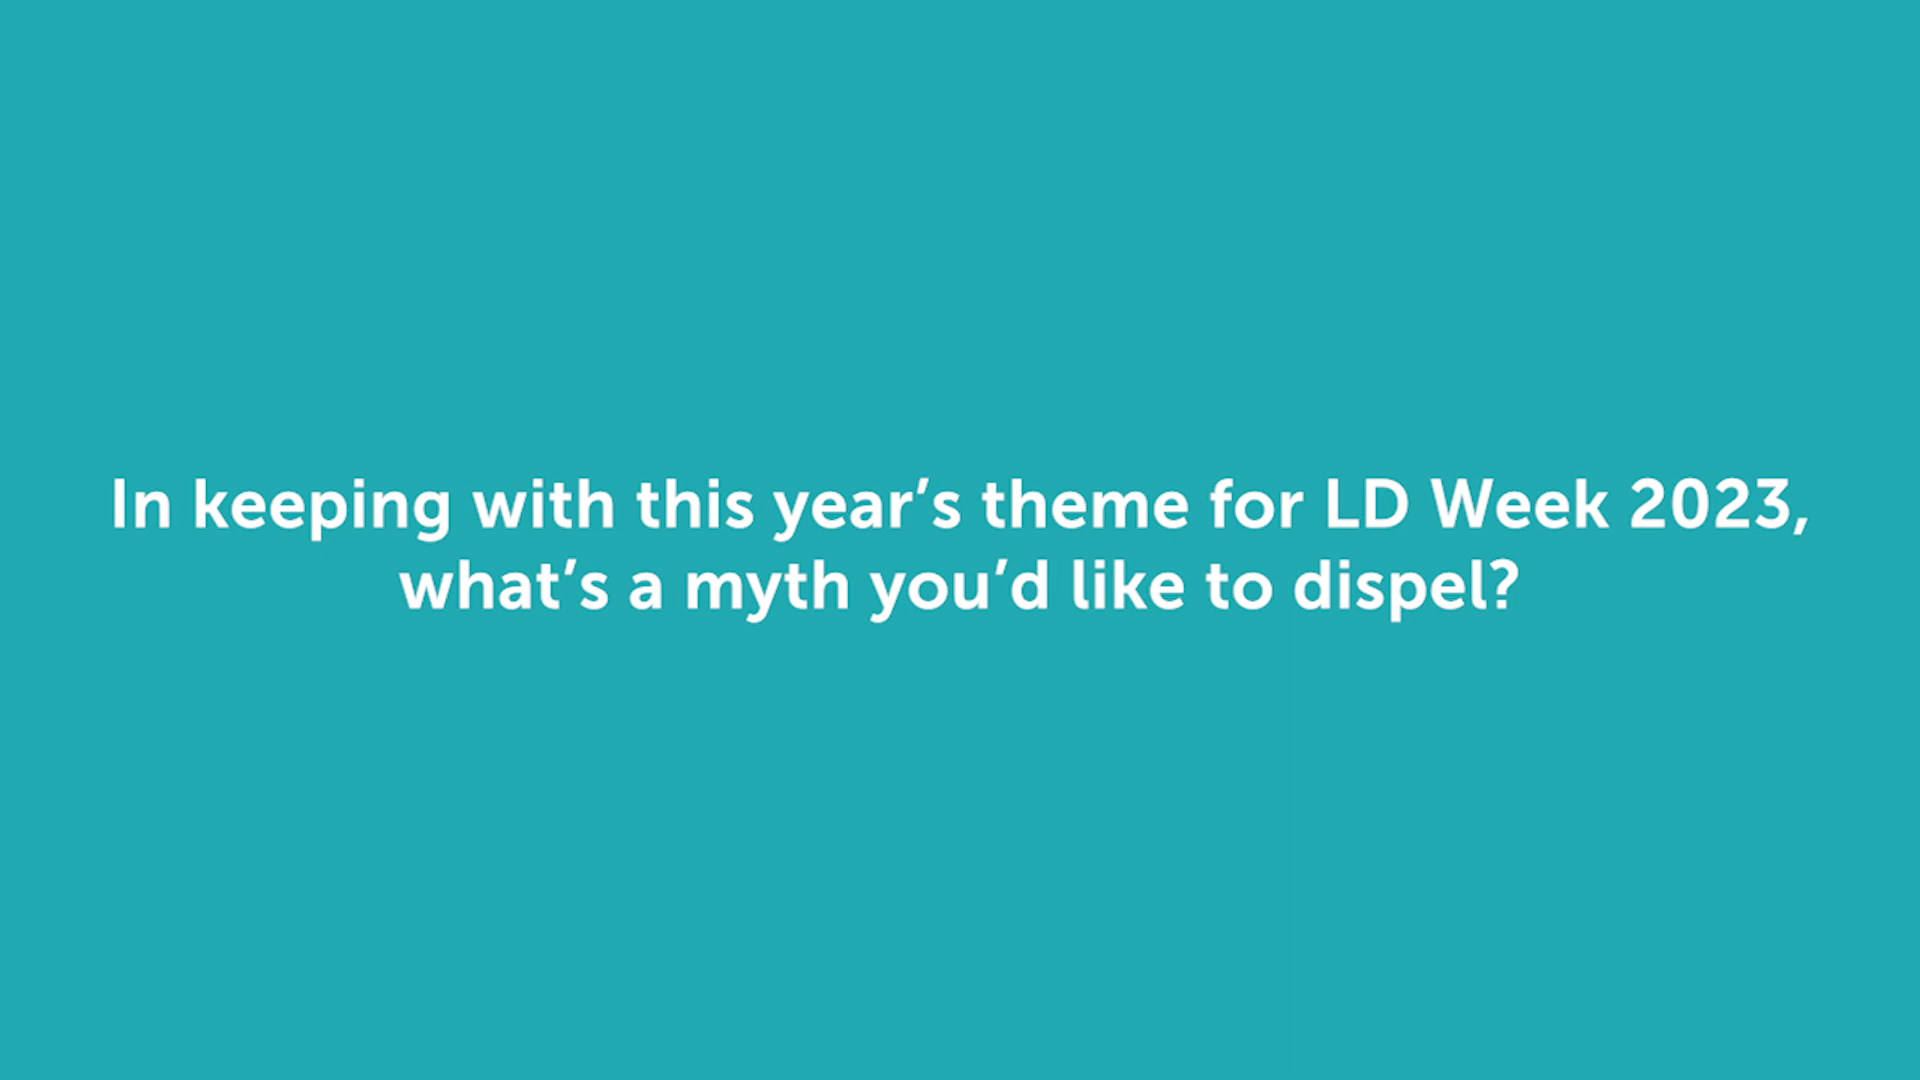 In keeping with this year’s theme for LD Week 2023,
what’s a myth you’d like to dispel?